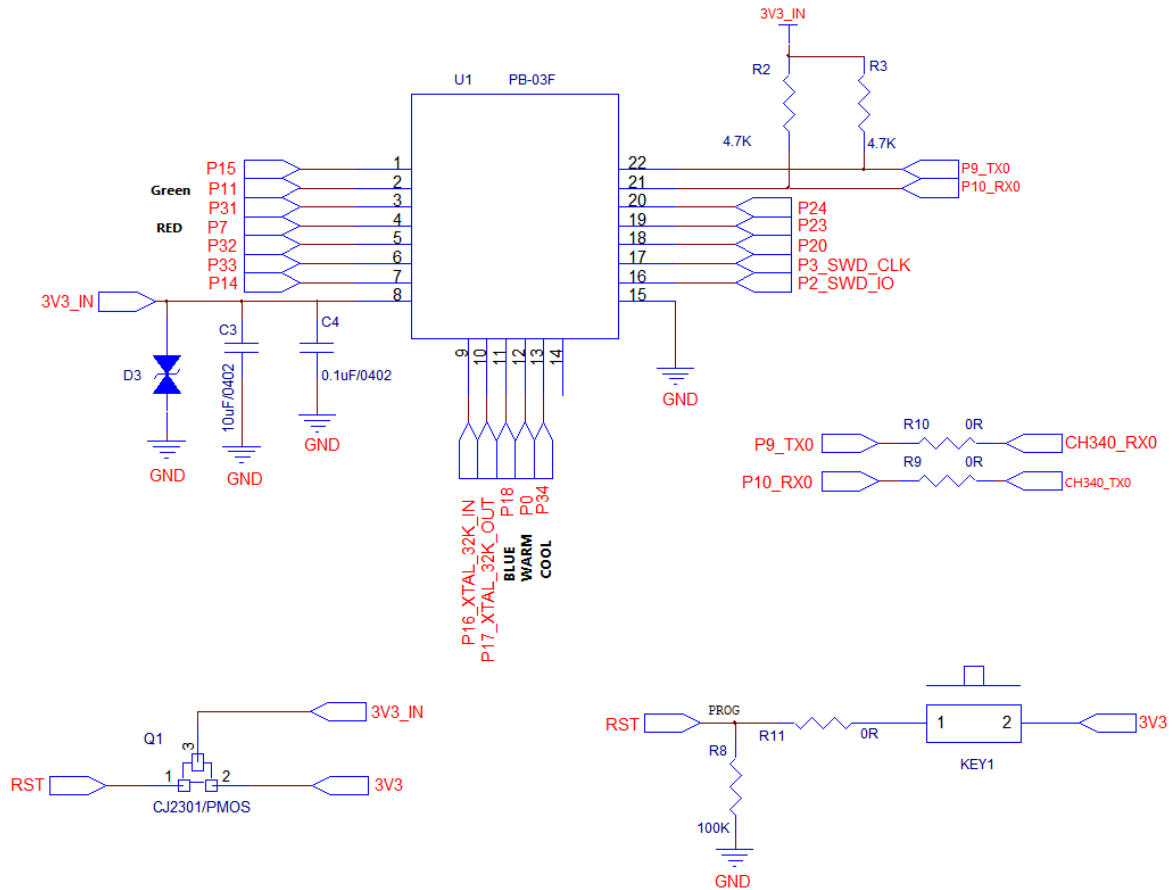 3V3_IN
R2
R3
4.7K
4.7K
U1 PB-03F
P15 1
Green P11 2
P31 3
RED P7 4
P32 5
P33 6
P14 7
3V3_IN 8
22 P9_TX0
21 P10_RX0
20 P24
19 P23
18 P20
17 P3_SWD_CLK
16 P2_SWD_IO
15
GND
9
10
11
12
13
14
P16_XTAL_32K_IN
P17_XTAL_32K_OUT
P18
P0
P34
BLUE
WARM
COOL
D3
GND
C3
10uF/0402
GND
C4
0.1uF/0402
GND
P9_TX0 R10 0R CH340_RX0
P10_RX0 R9 0R CH340_TX0
Q1
3
3V3_IN
RST 1 2 3V3
CJ2301/PMOS
RST PROG R11 0R 1 2 3V3
KEY1
R8
100K
GND